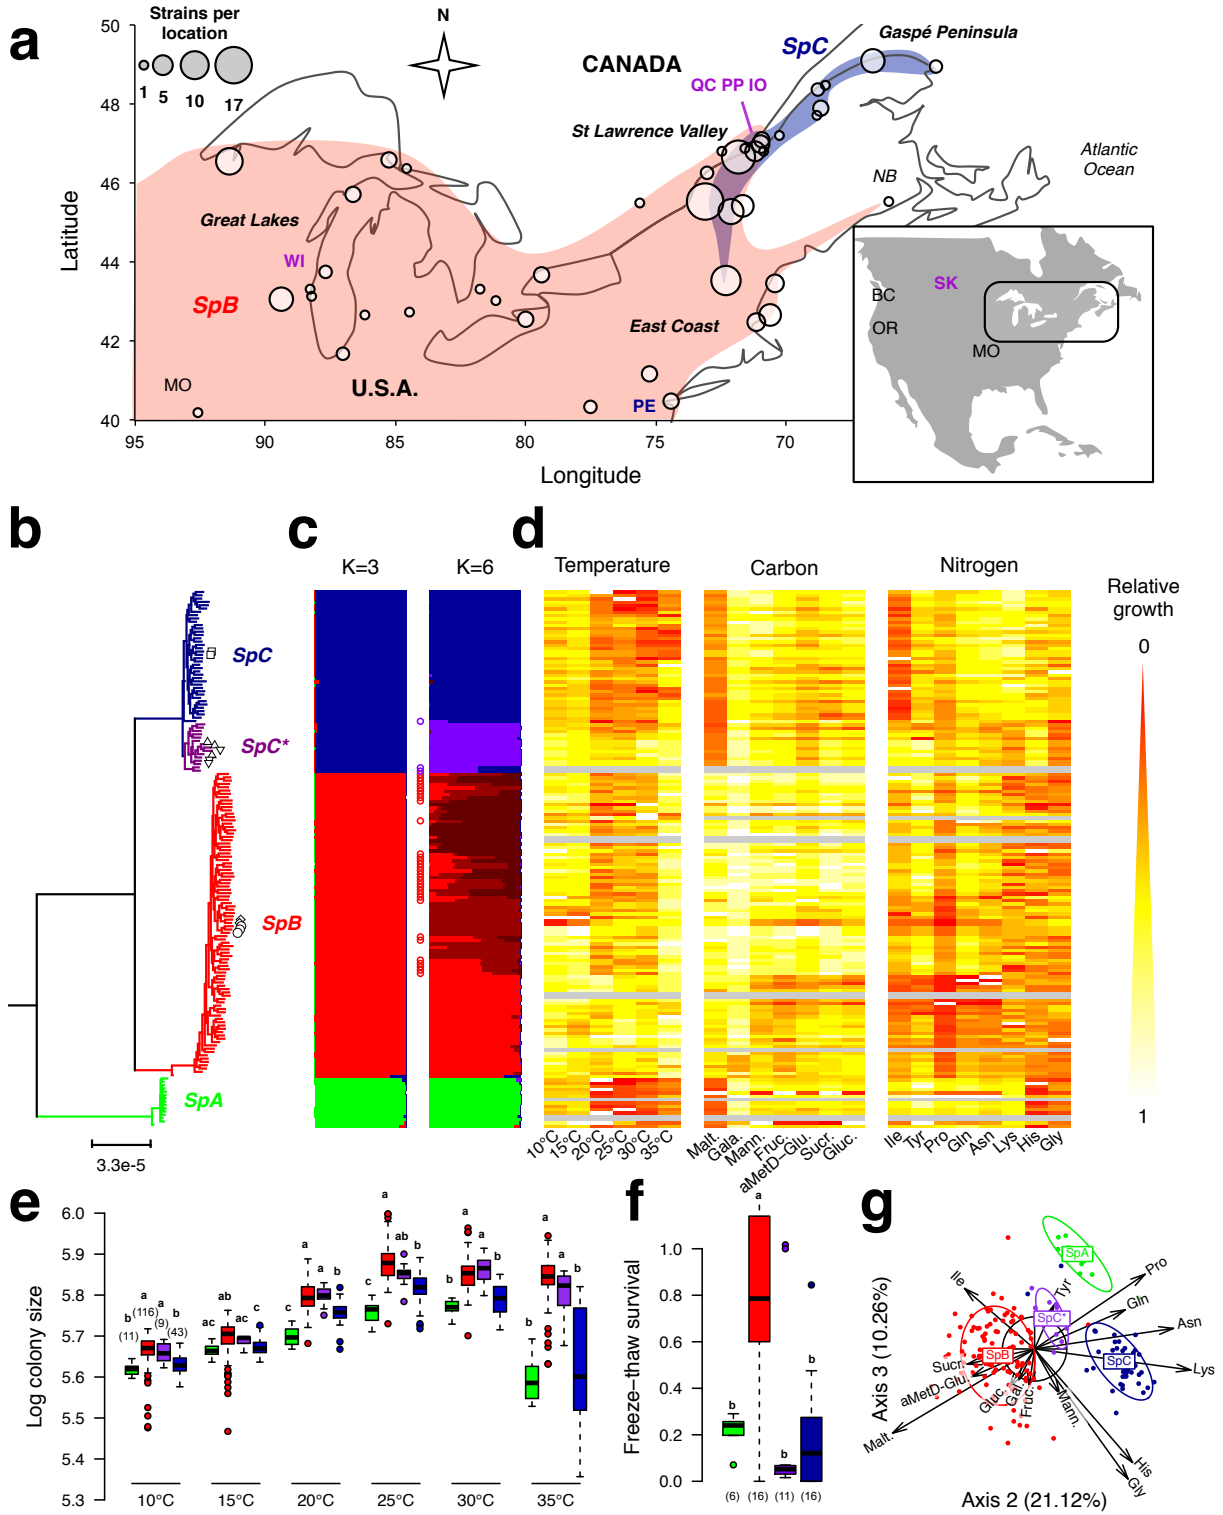 a
Strains per
location
1 5 10 17
N
CANADA
SpC
Gaspé Peninsula
QC PP IO
St Lawrence Valley
Atlantic
Ocean
NB
Great Lakes
WI
SpB
East Coast
MO
U.S.A.
PE
SK
BC
OR
MO
50
48
46
44
42
40
Latitude
95 90 85 80 75 70
Longitude
b
SpC
SpC*
SpB
SpA
3.3e-5
c
K=3 K=6
d
Temperature Carbon Nitrogen
10°C 15°C 20°C 25°C 30°C 35°C
Malt. Gala. Mann. Fruc. aMetD-Glu. Sucr. Gluc.
Ile Tyr Pro Gln Asn Lys His Gly
Relative
growth
0
1
e
Log colony size
6.0
5.9
5.8
5.7
5.6
5.5
5.4
5.3
b a a b
(11) (116) (9) (43)
ac ab ac c
c a a b
c a ab b
b a a b
b a a b
10°C 15°C 20°C 25°C 30°C 35°C
f
Freeze-thaw survival
1.0
0.8
0.6
0.4
0.2
0.0
b a b b
(6) (16) (11) (16)
g
Axis 3 (10.26%)
Axis 2 (21.12%)
SpA
SpC*
SpB
SpC
Ile
Tyr
Pro
Gln
Asn
Lys
His
Gly
Mann.
Fruc.
Gal.
Gluc.
Sucr.
aMetD-Glu.
Malt.